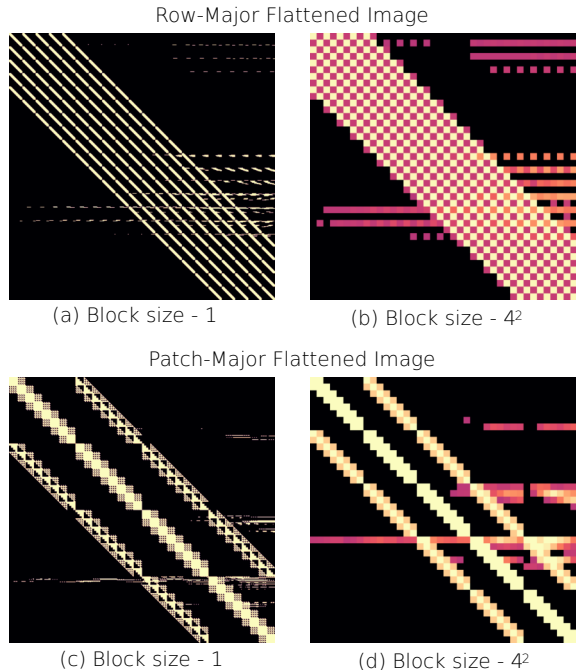 Row-Major Flattened Image
(a) Block size - 1
(b) Block size - 4²
Patch-Major Flattened Image
(c) Block size - 1
(d) Block size - 4²